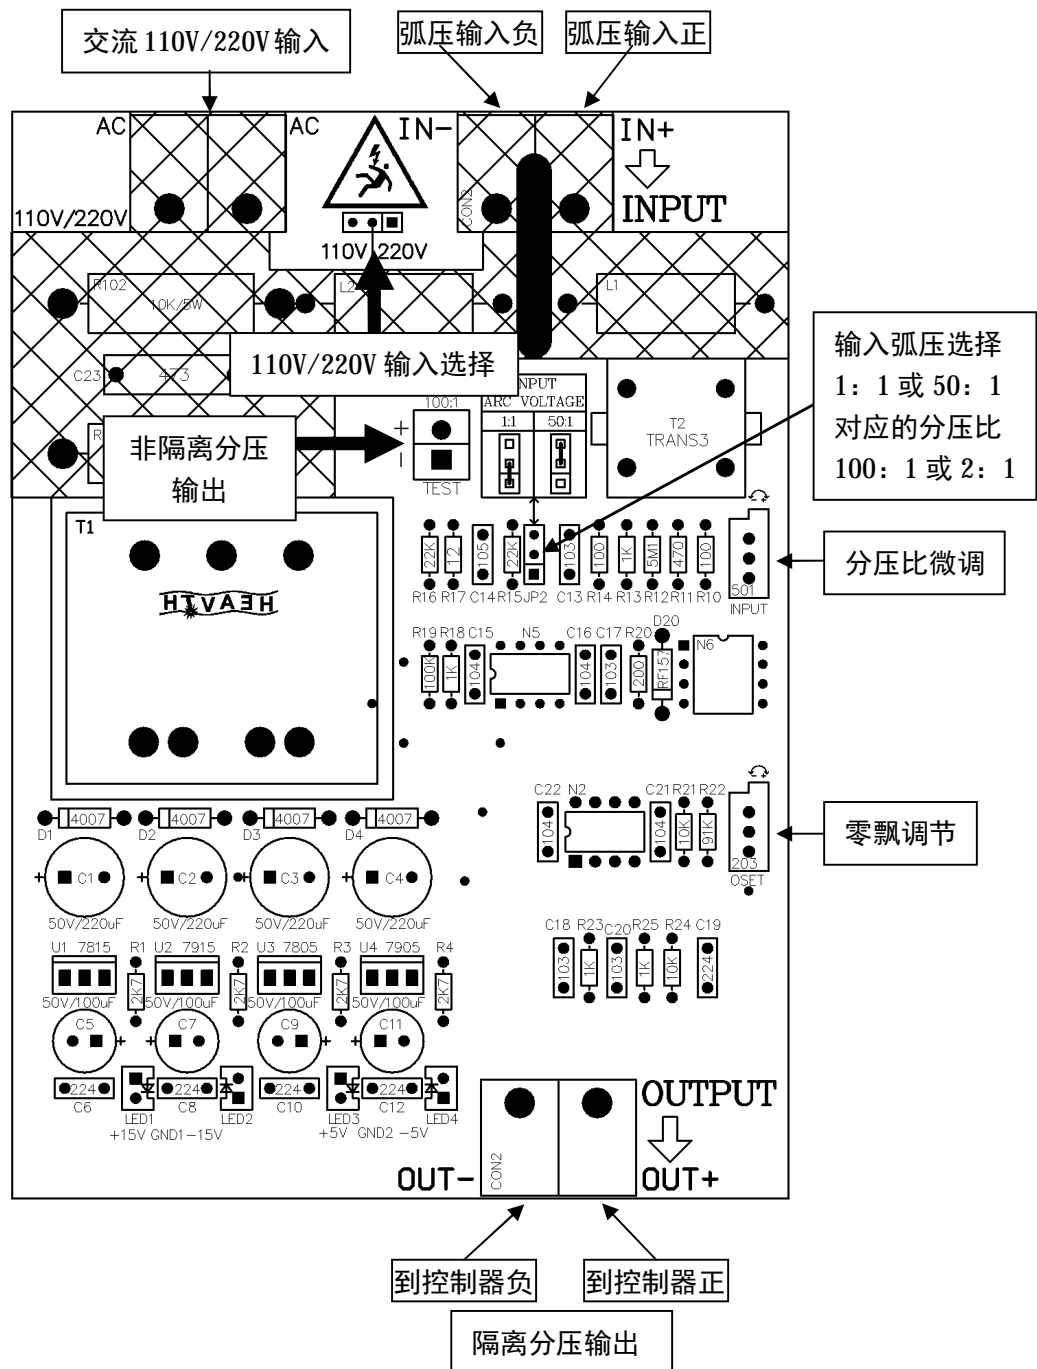 交流 110V/220V 输入
弧压输入负
弧压输入正
AC
AC
IN-
IN+
INPUT
CON2
110V/220V
110V 220V
R102
10K/5W
L2
L1
110V/220V 输入选择
C23
473
输入弧压选择
1：1 或 50：1
对应的分压比
100：1 或 2：1
INPUT
ARC VOLTAGE
1:1 50:1
100:1
+
-
TEST
T2
TRANS3
非隔离分压
输出
T1
HEAVTH
22K 12 105 22K 103 100 1K 5M1 470 100
R16 R17 C14 R15 JP2 C13 R14 R13 R12 R11 R10
501
INPUT
分压比微调
R19 R18 C15 N5 C16 C17 R20 D20 N6
100K 1K 104 104 103 200 RF157
C22 N2 C21 R21 R22
104 104 10K 91K
203
OSET
零飘调节
D1 4007 D2 4007 D3 4007 D4 4007
+ C1 + C2 + C3 + C4
50V/220uF 50V/220uF 50V/220uF 50V/220uF
C18 R23 C20 R25 R24 C19
103 1K 103 1K 10K 224
U1 7815 R1 U2 7915 R2 U3 7805 R3 U4 7905 R4
2K7 2K7 2K7 2K7
50V/100uF 50V/100uF 50V/100uF 50V/100uF
C5 + + C7 C9 + + C11
224 224 224 224
C6 LED1 C8 LED2 C10 LED3 C12 LED4
+15V GND1 -15V +5V GND2 -5V
OUTPUT
CON2
OUT- OUT+
到控制器负
到控制器正
隔离分压输出